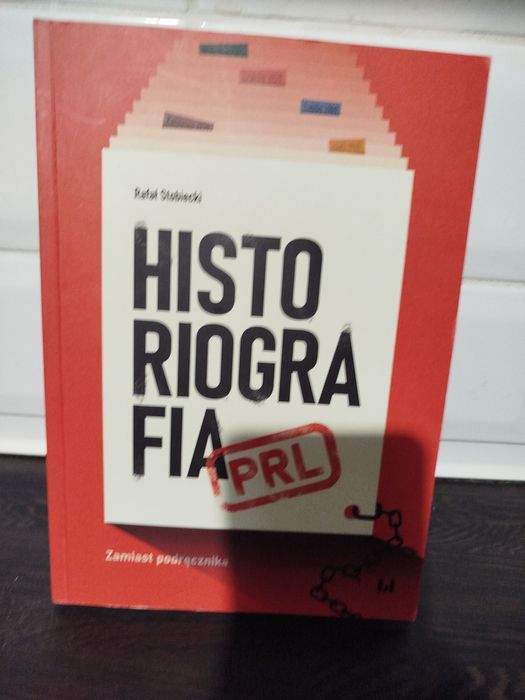 Rafał Stobiecki
HISTO
RIOGRA
FIA
PRL
Zamiast podręcznika